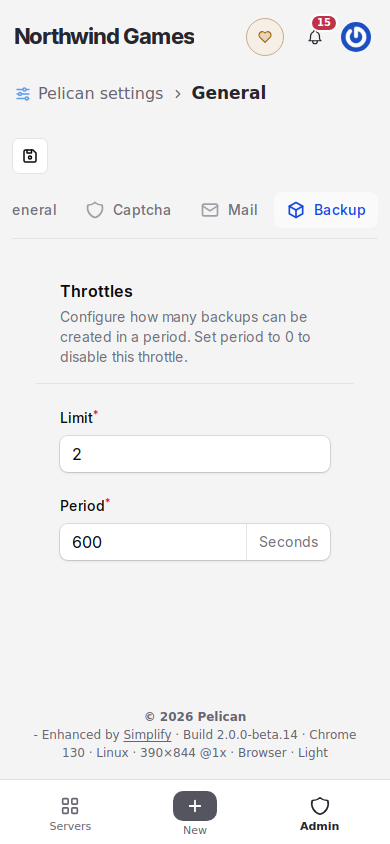 Northwind Games
15
Pelican settings > General
eneral Captcha Mail Backup
Throttles
Configure how many backups can be
created in a period. Set period to 0 to
disable this throttle.
Limit*
2
Period*
600 Seconds
© 2026 Pelican
- Enhanced by Simplify · Build 2.0.0-beta.14 · Chrome
130 · Linux · 390×844 @1x · Browser · Light
Servers New Admin